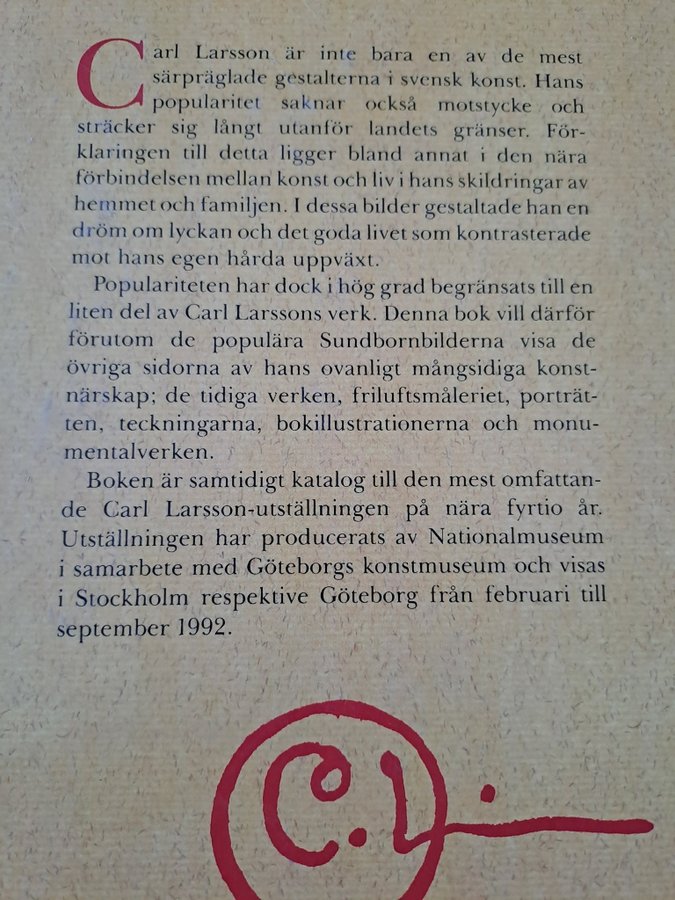 Carl Larsson är inte bara en av de mest
särpräglade gestalterna i svensk konst. Hans
popularitet saknar också motstycke och
sträcker sig långt utanför landets gränser. För-
klaringen till detta ligger bland annat i den nära
förbindelsen mellan konst och liv i hans skildringar av
hemmet och familjen. I dessa bilder gestaltade han en
dröm om lyckan och det goda livet som kontrasterade
mot hans egen hårda uppväxt.
Populariteten har dock i hög grad begränsats till en
liten del av Carl Larssons verk. Denna bok vill därför
förutom de populära Sundbornbilderna visa de
övriga sidorna av hans ovanligt mångsidiga konst-
närskap; de tidiga verken, friluftsmåleriet, porträt-
ten, teckningarna, bokillustrationerna och monu-
mentalverken.
Boken är samtidigt katalog till den mest omfattan-
de Carl Larsson-utställningen på nära fyrtio år.
Utställningen har producerats av Nationalmuseum
i samarbete med Göteborgs konstmuseum och visas
i Stockholm respektive Göteborg från februari till
september 1992.
C.L.